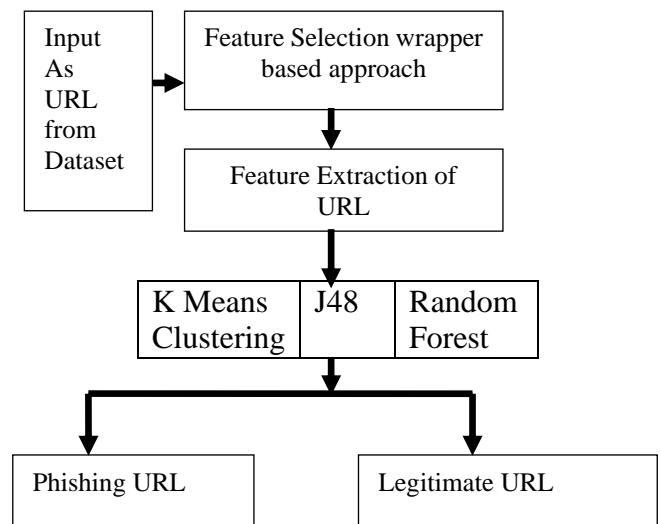 Input
As
URL
from
Dataset
Feature Selection wrapper
based approach
Feature Extraction of
URL
K Means
Clustering
J48
Random
Forest
Phishing URL
Legitimate URL